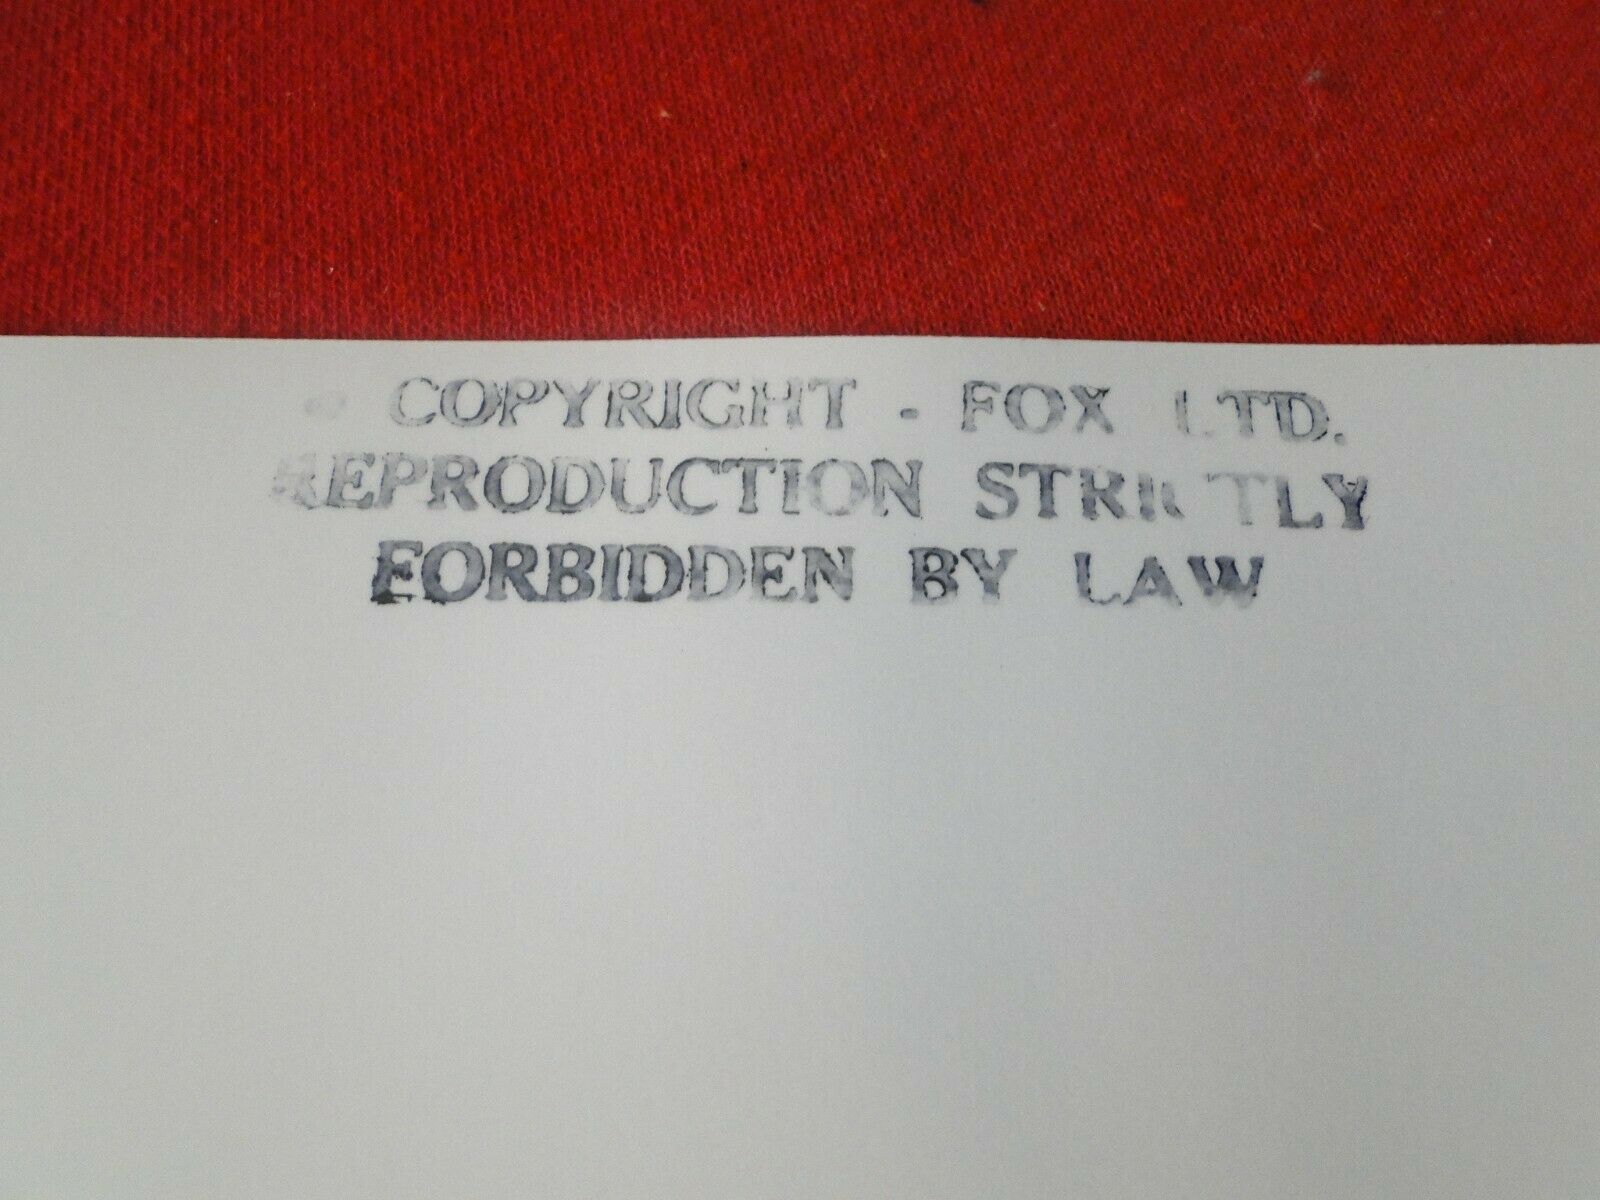 COPYRIGHT - FOX LTD.
REPRODUCTION STRICTLY
FORBIDDEN BY LAW